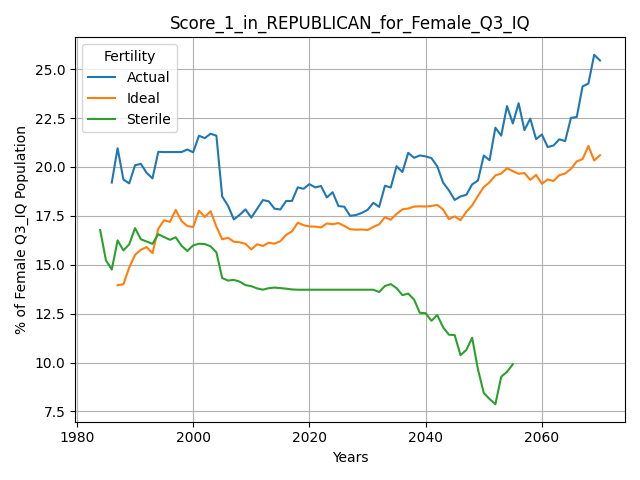 Score_1_in_REPUBLICAN_for_Female_Q3_IQ
Fertility
Actual
Ideal
Sterile
% of Female Q3_IQ Population
25.0
22.5
20.0
17.5
15.0
12.5
10.0
7.5
1980
2000
2020
2040
2060
Years